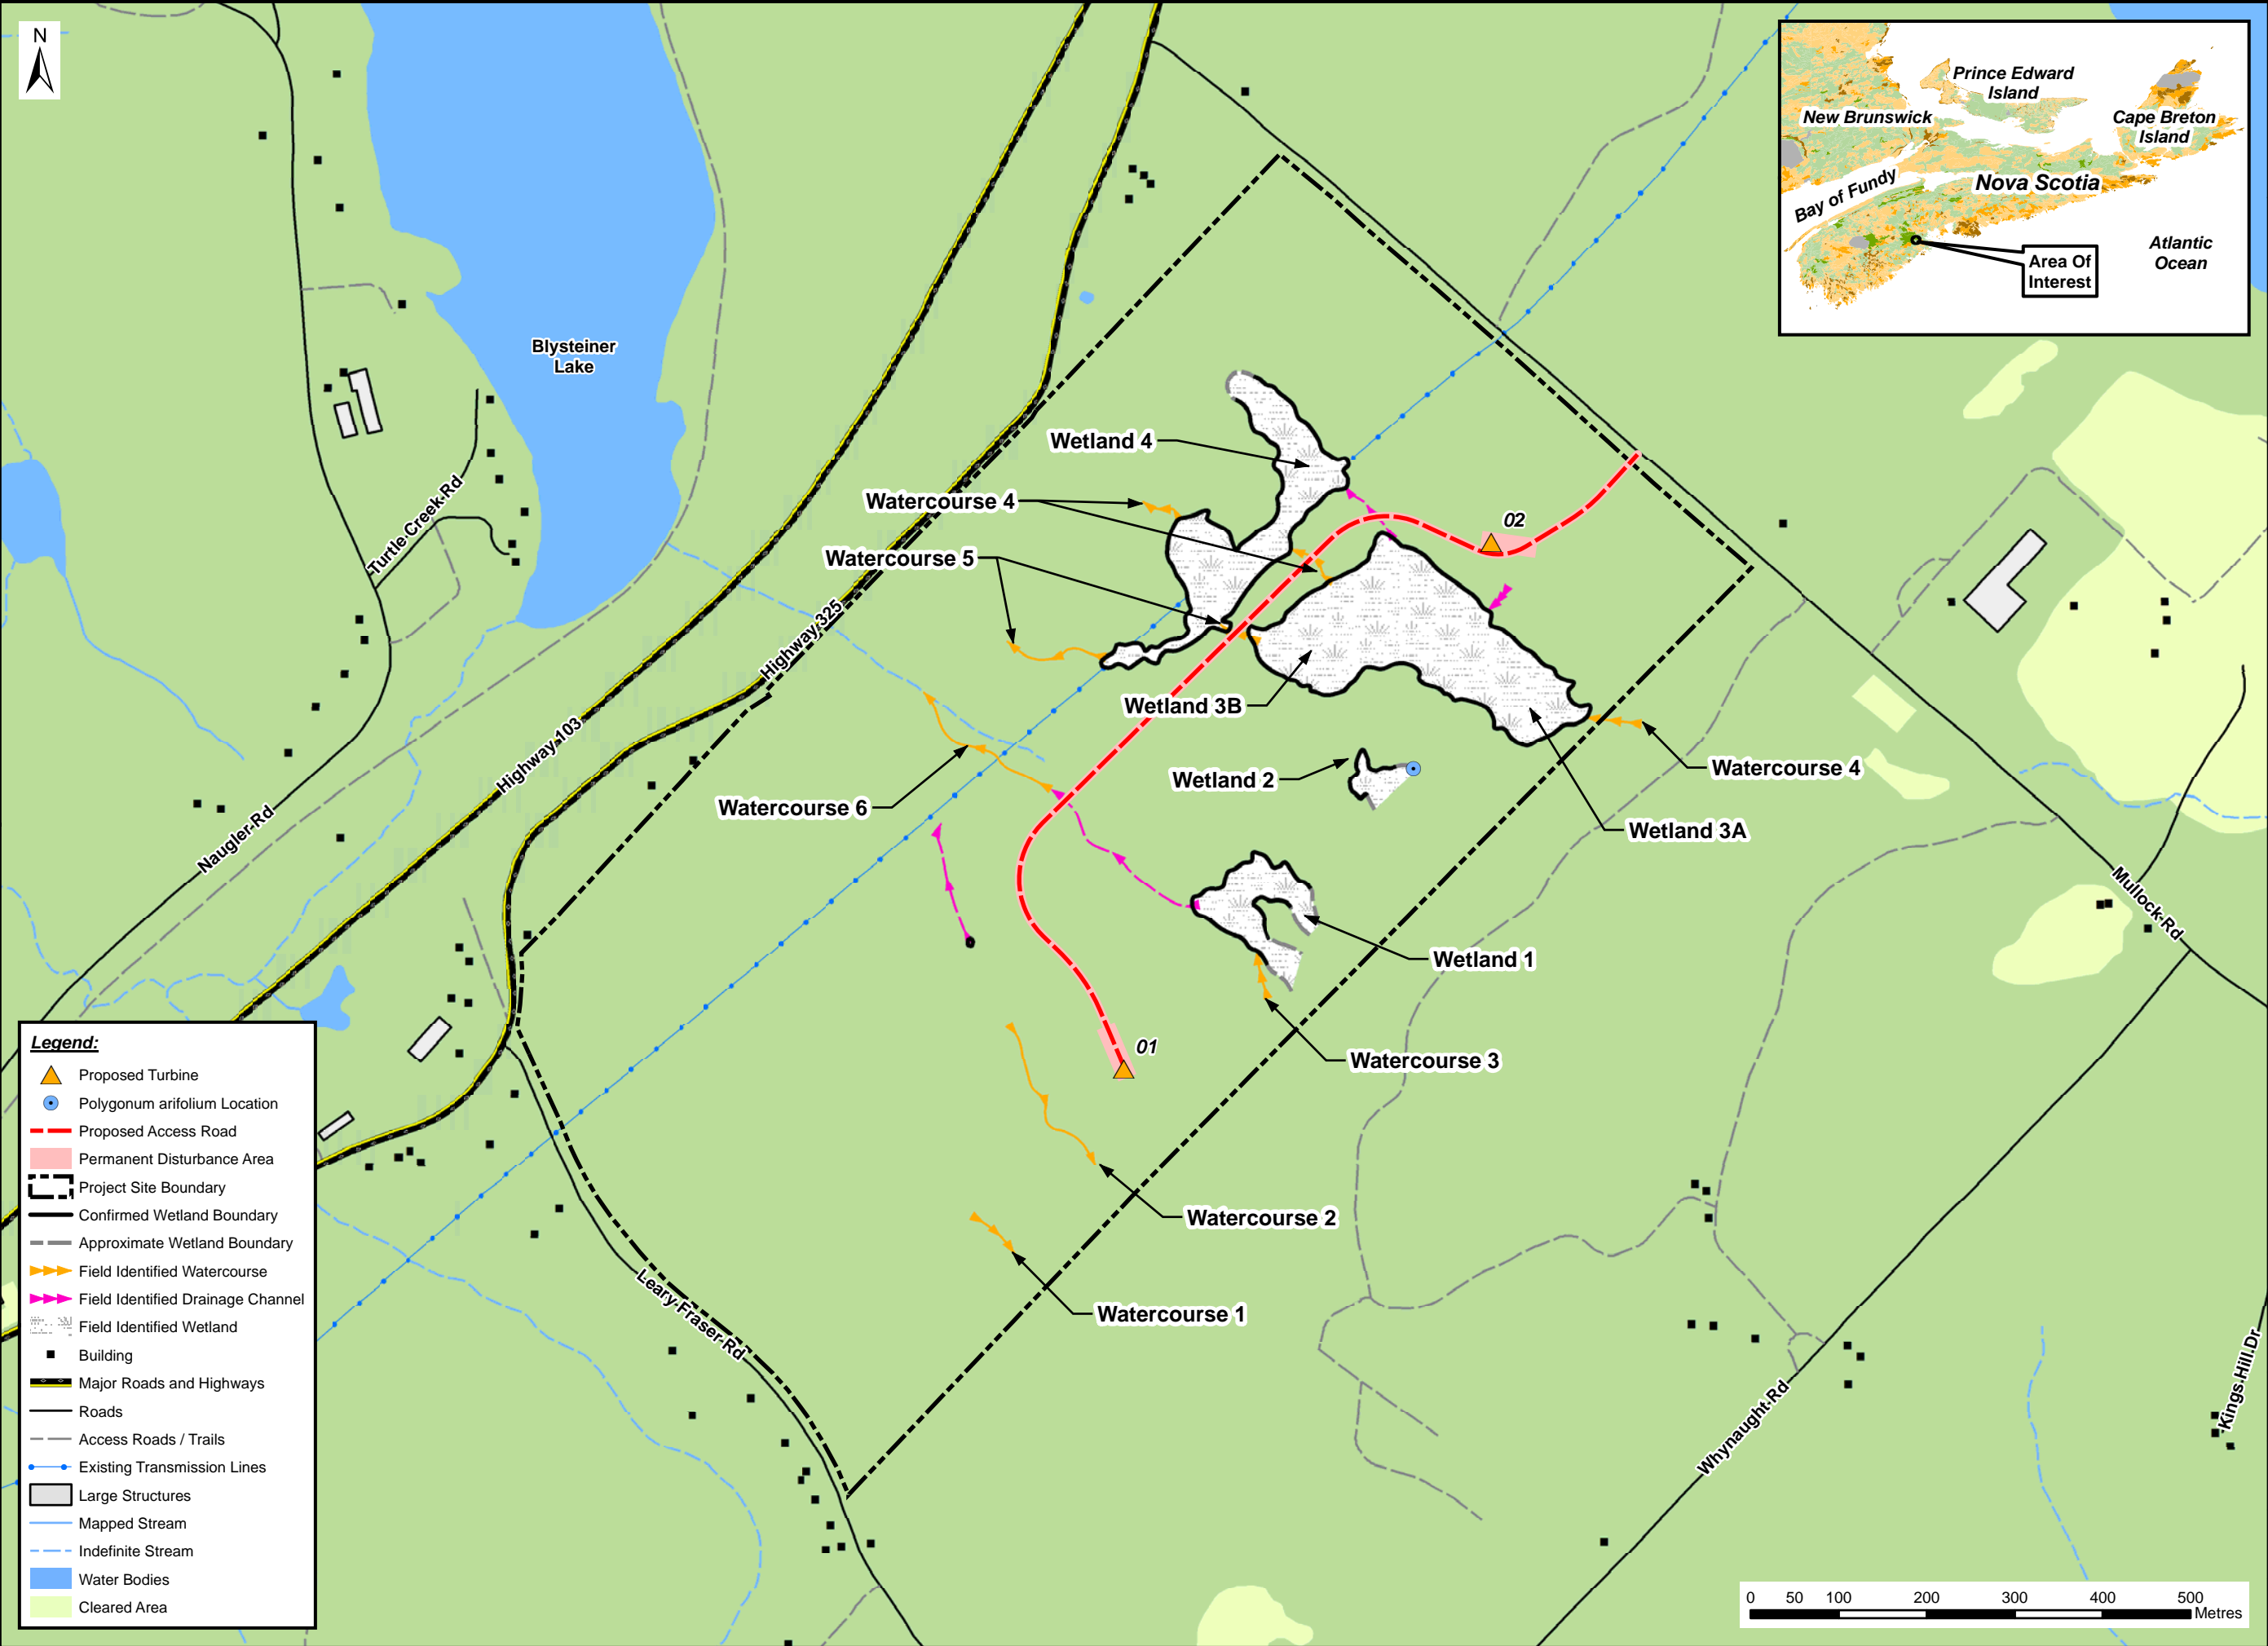 N
Prince Edward
Island
New Brunswick
Cape Breton
Island
Nova Scotia
Bay of Fundy
Atlantic
Ocean
Area Of
Interest
Blysteiner
Lake
Wetland 4
Watercourse 4
02
Watercourse 5
Turtle Creek Rd
Highway 325
Wetland 3B
Highway 103
Wetland 2
Watercourse 4
Watercourse 6
Wetland 3A
Naugler Rd
Mullock Rd
Wetland 1
01
Watercourse 3
Watercourse 2
Leary Fraser Rd
Watercourse 1
Whynaught Rd
Kings Hill Dr
Legend:
Proposed Turbine
Polygonum arifolium Location
Proposed Access Road
Permanent Disturbance Area
Project Site Boundary
Confirmed Wetland Boundary
Approximate Wetland Boundary
Field Identified Watercourse
Field Identified Drainage Channel
Field Identified Wetland
Building
Major Roads and Highways
Roads
Access Roads / Trails
Existing Transmission Lines
Large Structures
Mapped Stream
Indefinite Stream
Water Bodies
Cleared Area
0 50 100 200 300 400 500
Metres